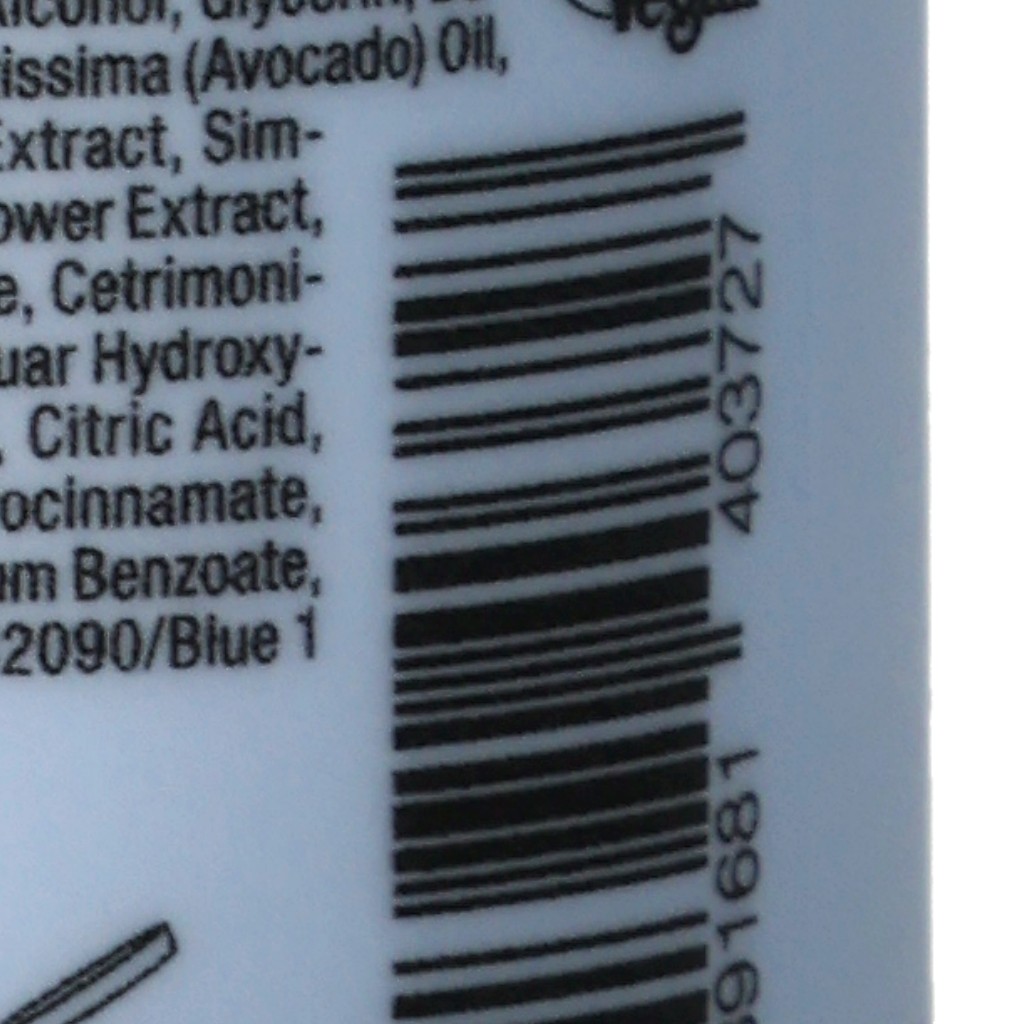 Alcohol, Glycerin,
issima (Avocado) Oil,
Extract, Sim-
ower Extract,
e, Cetrimoni-
uar Hydroxy-
, Citric Acid,
ocinnamate,
um Benzoate,
2090/Blue 1
Vegan
91681 403727